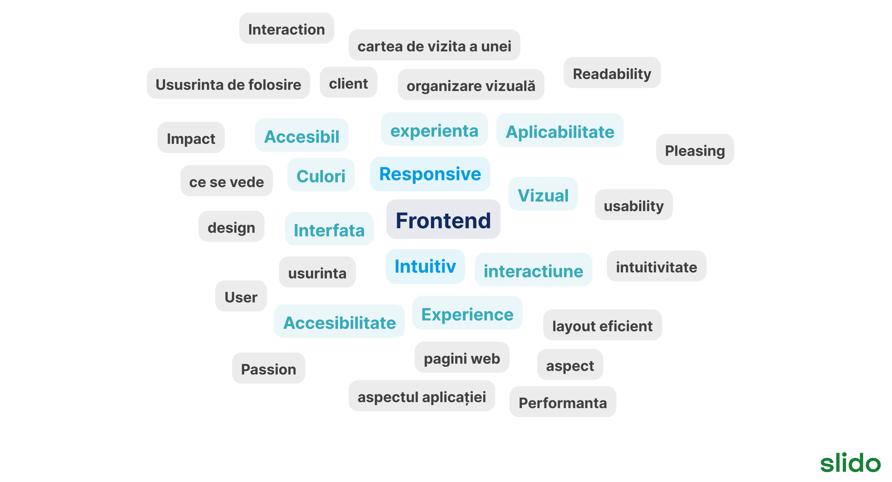 Interaction
cartea de vizita a unei
Ususrinta de folosire
client
organizare vizuală
Readability
Impact
Accesibil
experienta
Aplicabilitate
Pleasing
ce se vede
Culori
Responsive
Vizual
usability
design
Interfata
Frontend
usurinta
Intuitiv
interactiune
intuitivitate
User
Accesibilitate
Experience
layout eficient
Passion
pagini web
aspect
aspectul aplicației
Performanta
slido